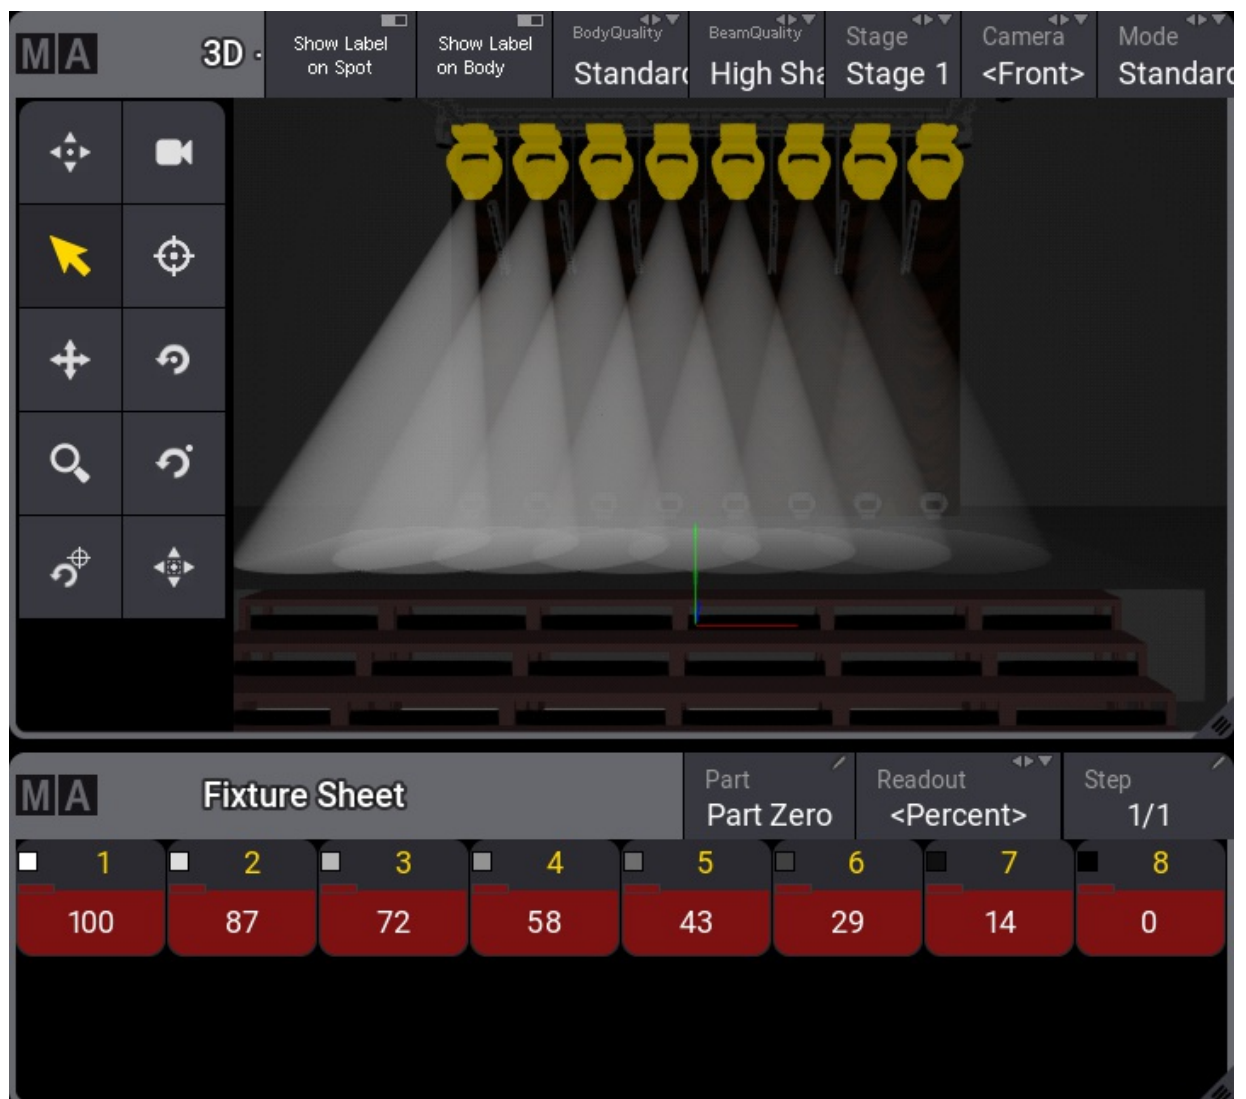 MA
3D
Show Label
on Spot
Show Label
on Body
BodyQuality
Standard
BeamQuality
High Sha
Stage
Stage 1
Camera
<Front>
Mode
Standard
MA
Fixture Sheet
Part
Part Zero
Readout
<Percent>
Step
1/1
1 2 3 4 5 6 7 8
100 87 72 58 43 29 14 0